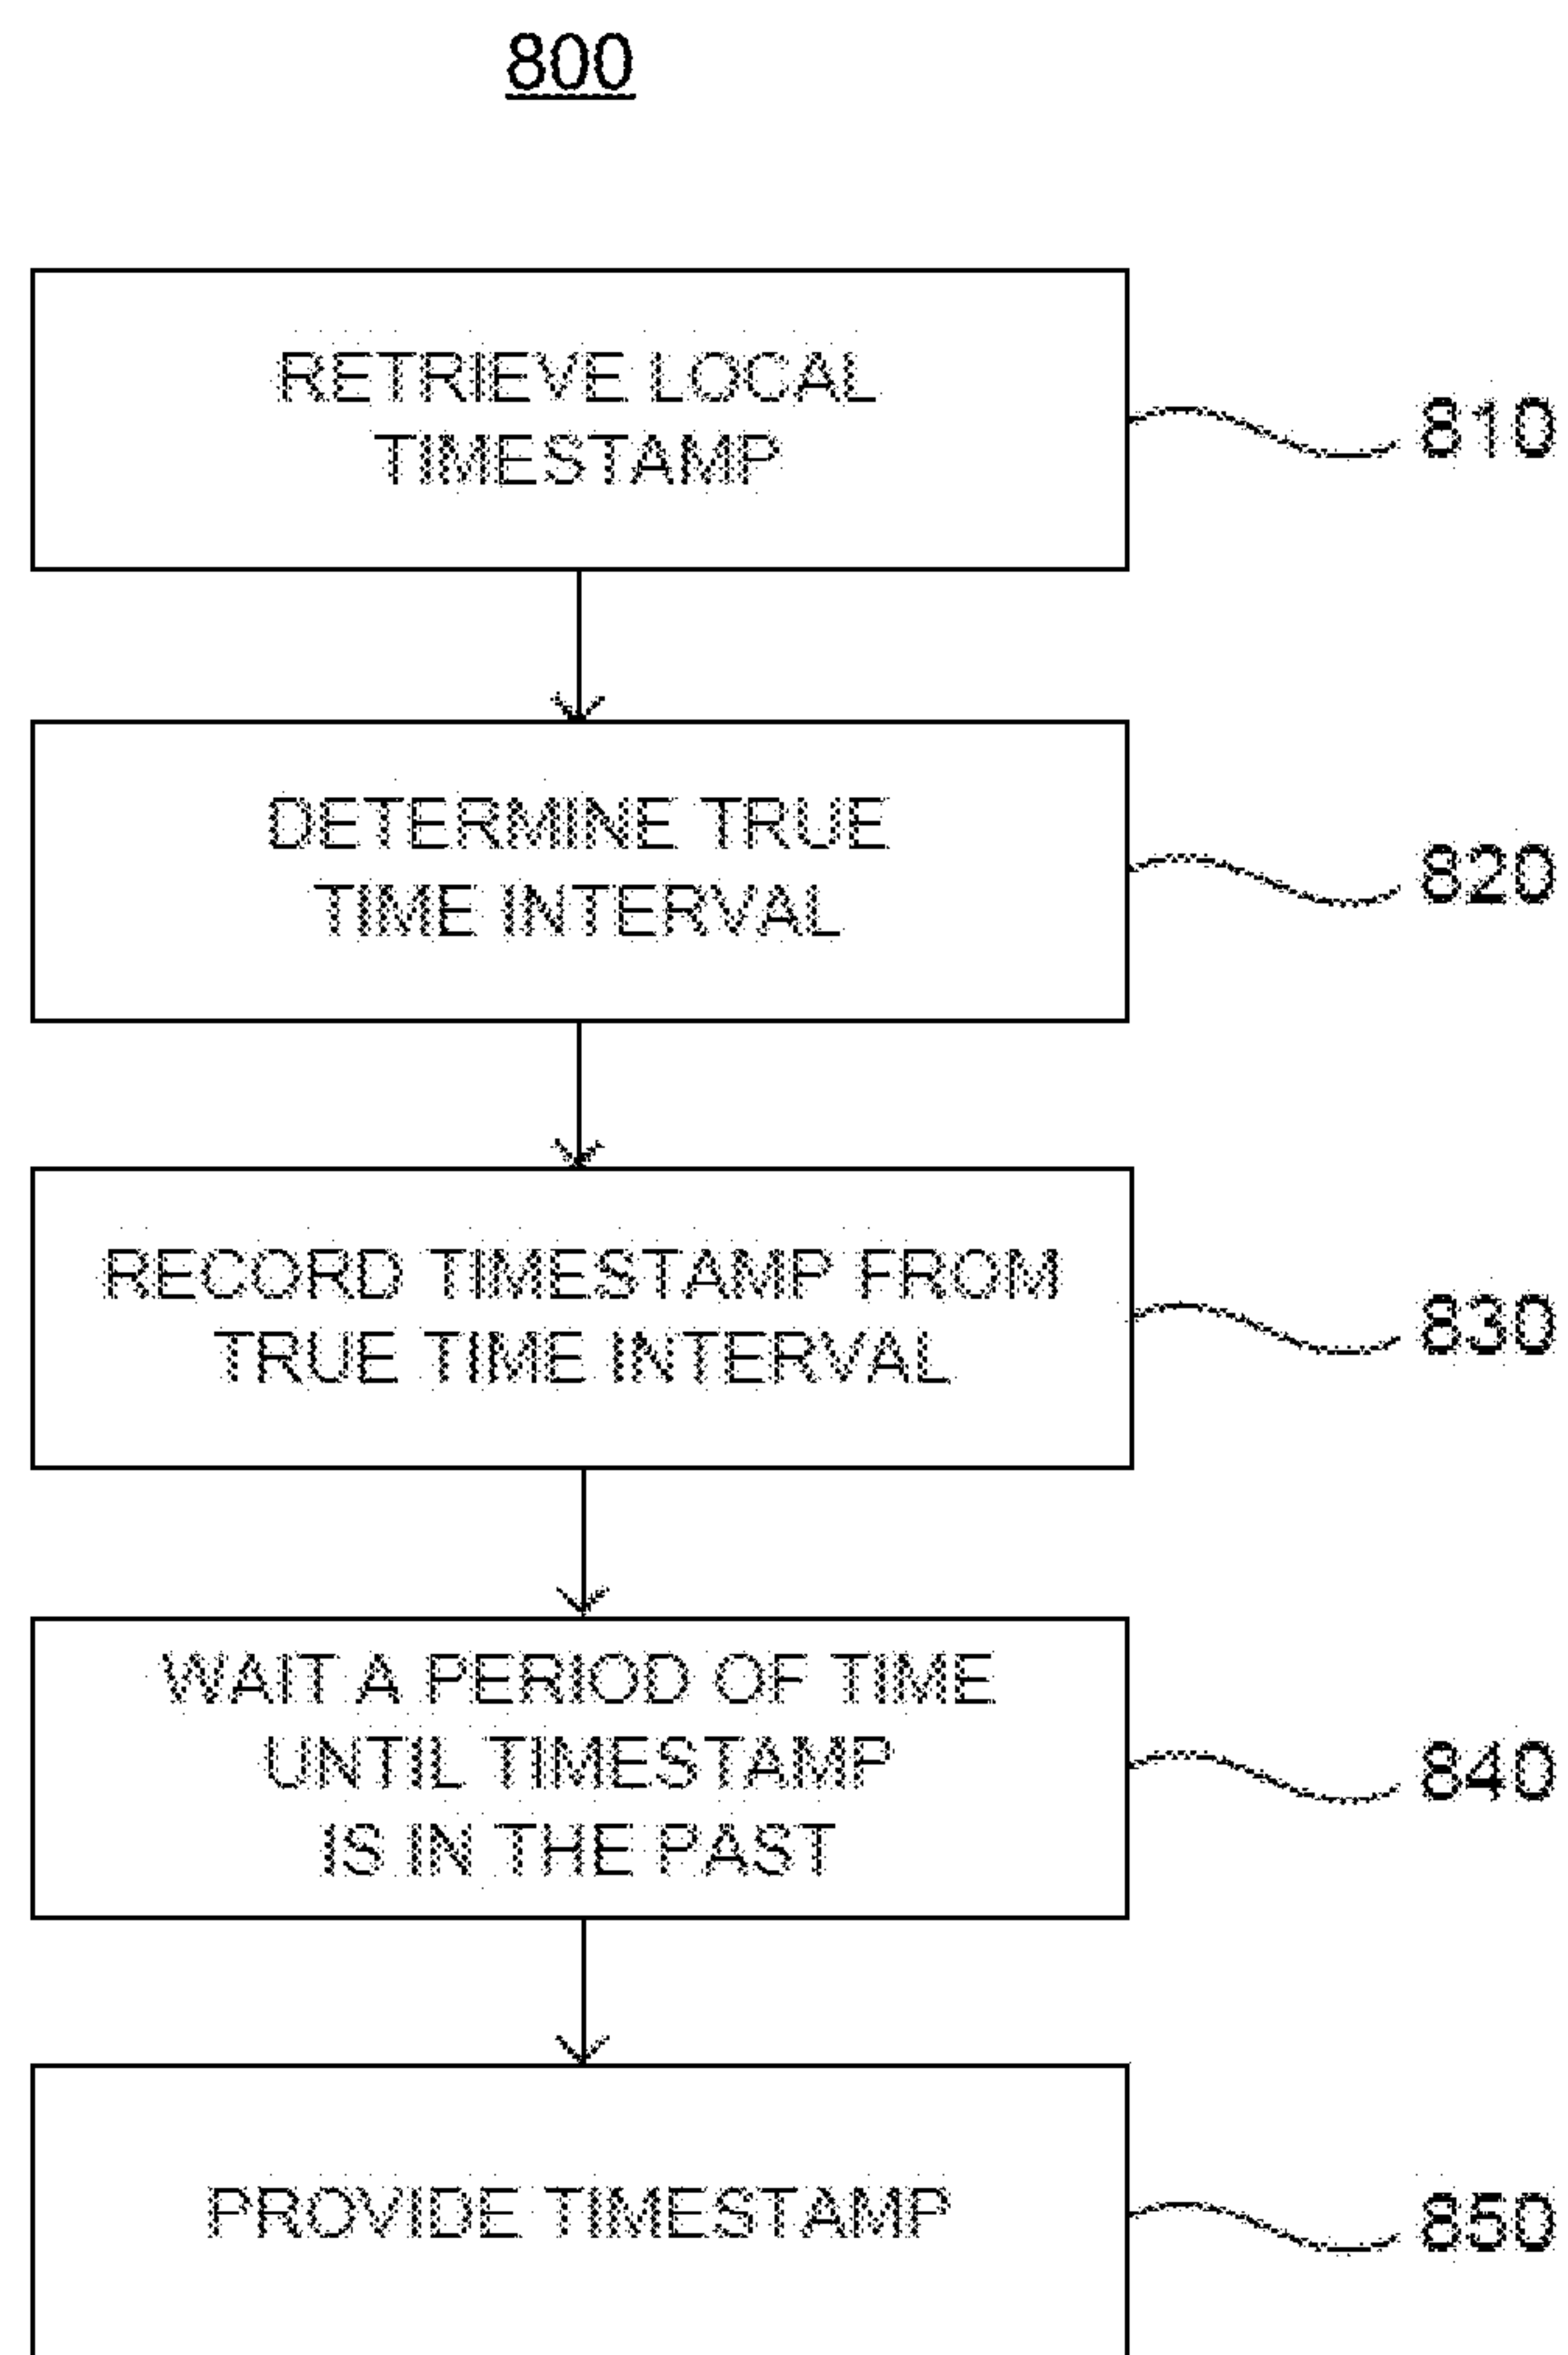 800
RETRIEVE LOCAL
TIMESTAMP
810
DETERMINE TRUE
TIME INTERVAL
820
RECORD TIMESTAMP FROM
TRUE TIME INTERVAL
830
WAIT A PERIOD OF TIME
UNTIL TIMESTAMP
IS IN THE PAST
840
PROVIDE TIMESTAMP
850